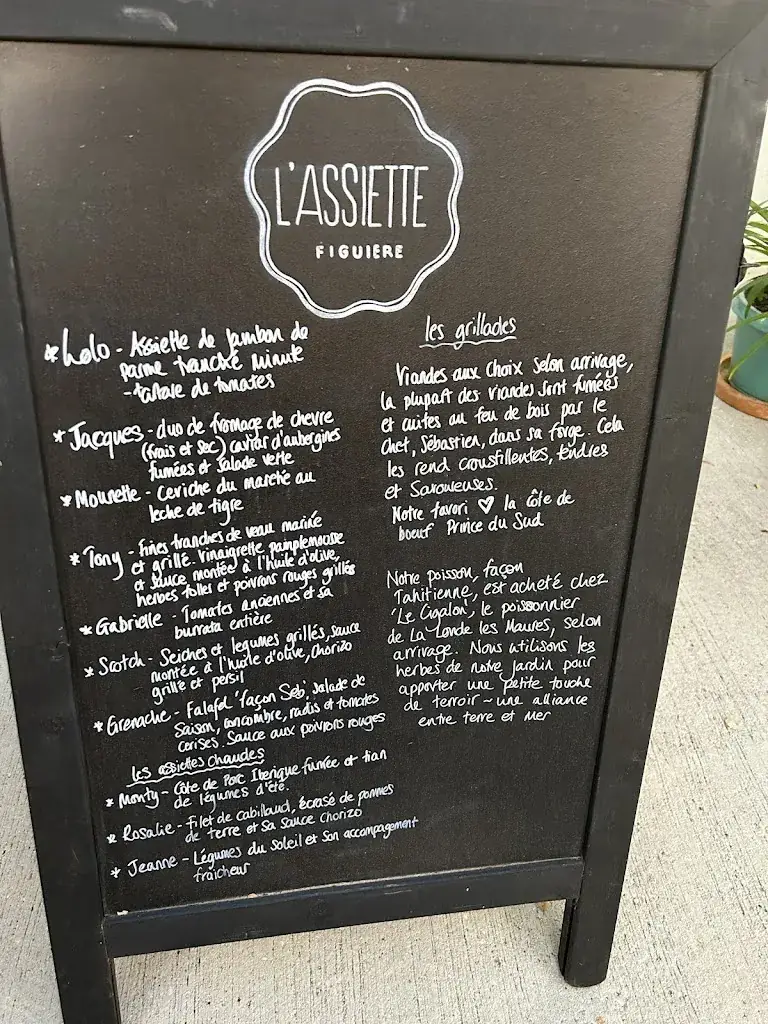 L'ASSIETTE
FIGUIERE
* Lolo - Assiette de Jambon de
parme tranché minute
- tartare de tomates
* Jacques - duo de fromage de chevre
(frais et sec) caviar d'aubergines
fumées et salade verte
* Mounette - Ceviche du marché au
leche de tigre
* Tony - Fines tranches de veau mariné
et grillé. Vinaigrette pamplemousse
et sauce montée à l'huile d'olive,
herbes folles et poivrons rouges grillés
* Gabrielle - Tomates anciennes et sa
burrata entière
* Scotch - Seiches et légumes grillés, sauce
montée à l'huile d'olive, chorizo
grillé et persil
* Grenache - Falafel 'façon Seb', salade de
saison, concombre, radis et tomates
cerises. Sauce aux poivrons rouges
les assiettes chaudes
* Monty - Côte de Porc Iberique fumée et tian
de légumes d'été.
* Rosalie - Filet de cabillaud, écrasé de pommes
de terre et sa sauce chorizo
* Jeanne - Légumes du soleil et son accompagnement
fraîcheur
les grillades
Viandes aux choix selon arrivage,
la plupart des viandes sont fumées
et cuites au feu de bois par le
chef, Sébastien, dans sa forge. Cela
les rend croustillentes, tendres
et savoureuses.
Notre favori ♡ la côte de
boeuf Prince du Sud
Notre poisson, façon
Tahitienne, est acheté chez
'Le Cigalon', le poissonnier
de La Londe les Maures, selon
arrivage. Nous utilisons les
herbes de notre jardin pour
apporter une petite touche
de terroir ~ une alliance
entre terre et mer